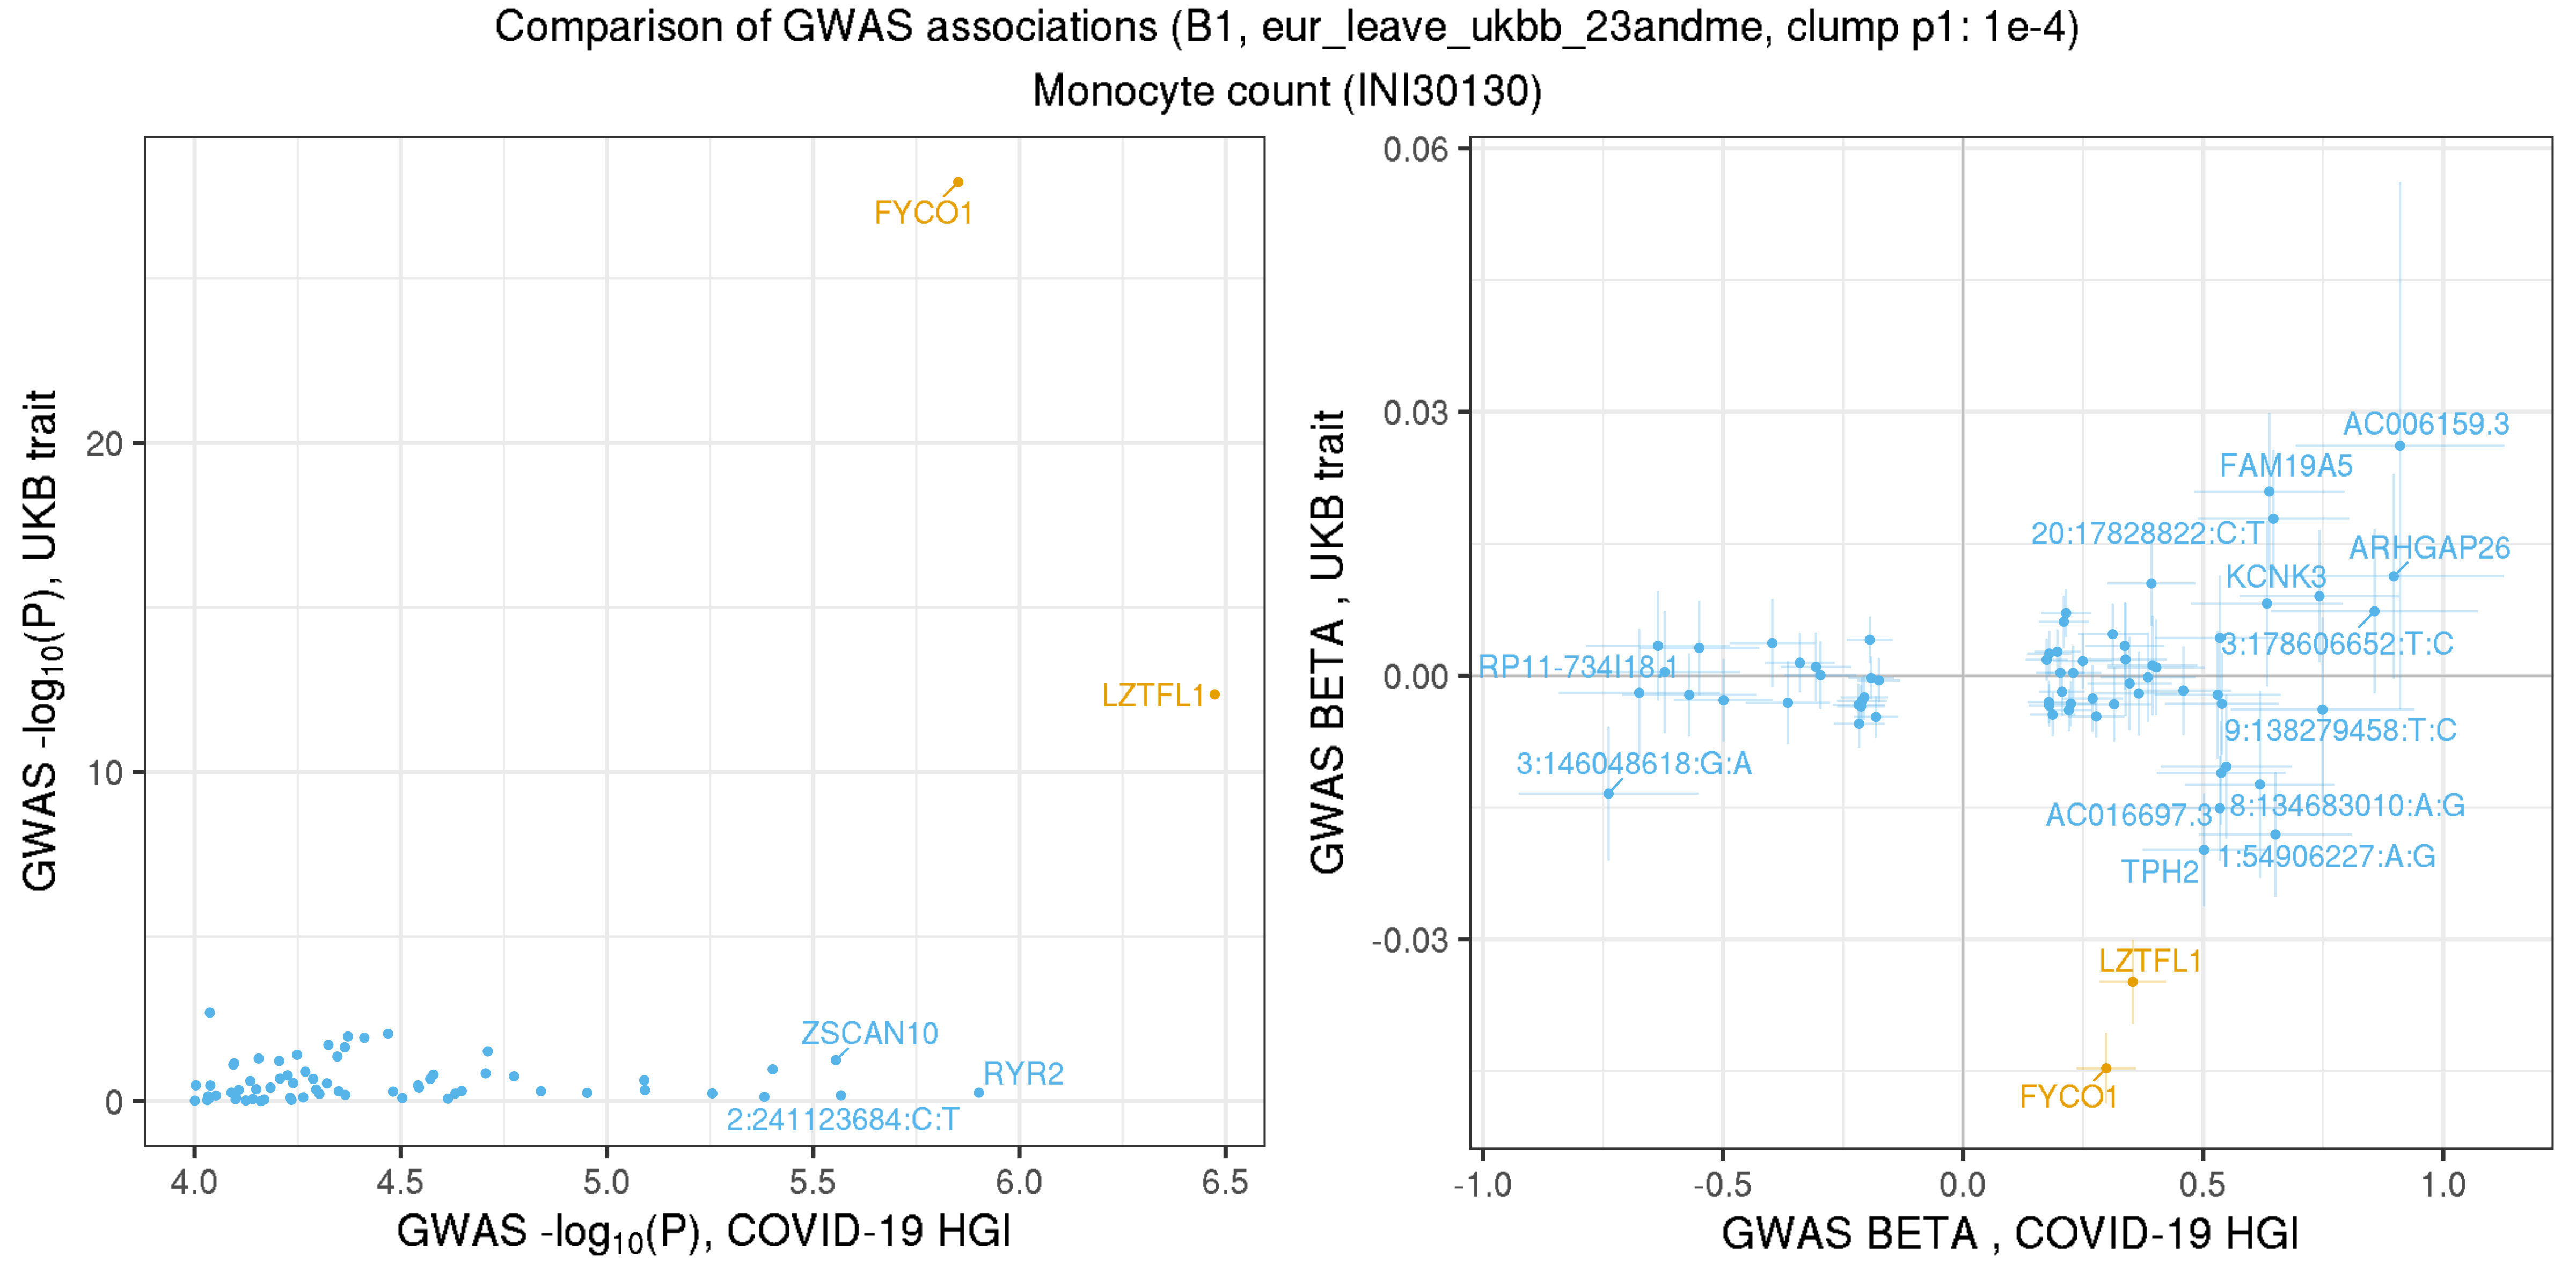 Comparison of GWAS associations (B1, eur_leave_ukbb_23andme, clump p1: 1e-4)
Monocyte count (INI30130)
GWAS -log10(P), UKB trait
20
10
0
FYCO1
LZTFL1
ZSCAN10
RYR2
2:241123684:C:T
4.0 4.5 5.0 5.5 6.0 6.5
GWAS -log10(P), COVID-19 HGI
GWAS BETA , UKB trait
0.06
0.03
0.00
-0.03
AC006159.3
FAM19A5
20:17828822:C:T
ARHGAP26
KCNK3
3:178606652:T:C
RP11-734I18.1
9:138279458:T:C
3:146048618:G:A
8:134683010:A:G
AC016697.3
1:54906227:A:G
TPH2
LZTFL1
FYCO1
-1.0 -0.5 0.0 0.5 1.0
GWAS BETA , COVID-19 HGI